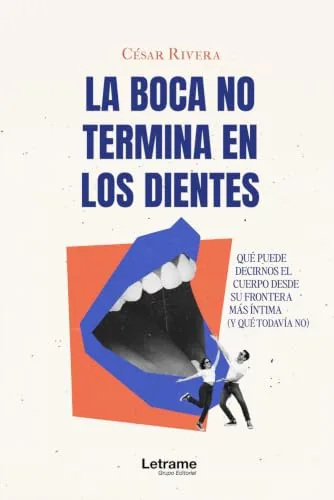 César Rivera
LA BOCA NO
TERMINA EN
LOS DIENTES
QUÉ PUEDE
DECIRNOS EL
CUERPO DESDE
SU FRONTERA
MÁS ÍNTIMA
(Y QUÉ TODAVÍA NO)
Letrame
Grupo Editorial